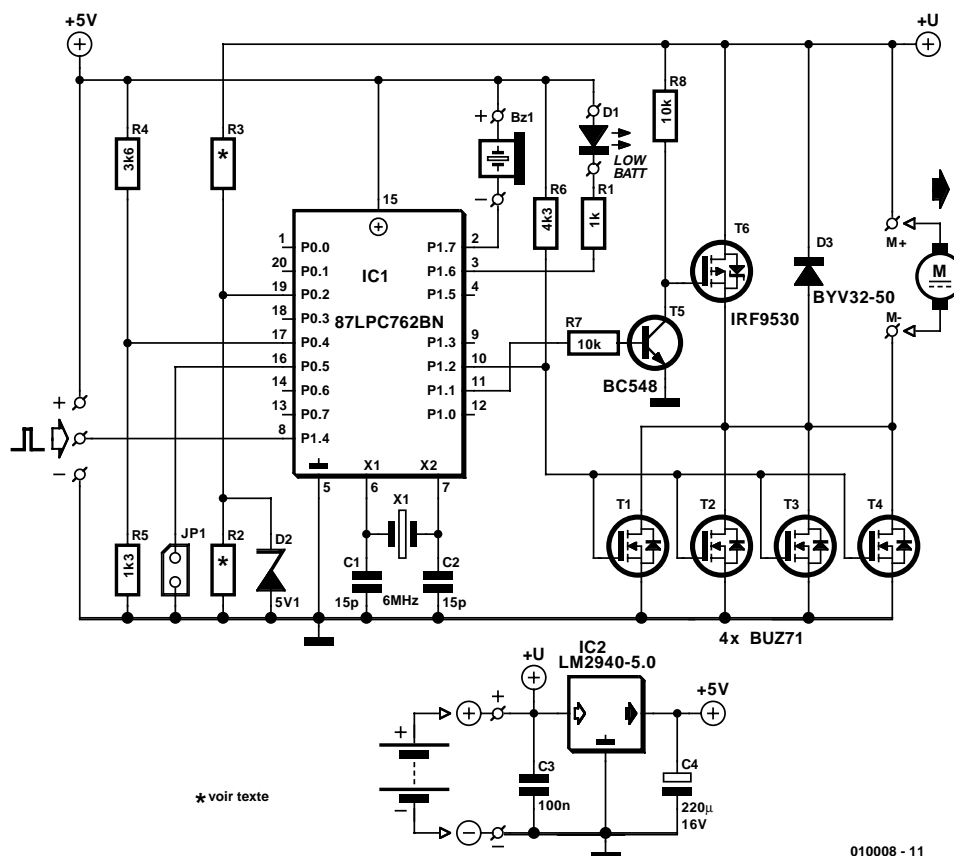 +5V
+U
R4
3k6
R3
*
R8
10k
+
Bz1
−
D1
LOW
BATT
R6
4k3
R1
1k
15
1
P0.0
20
P0.1
19
P0.2
18
P0.3
17
P0.4
16
P0.5
14
P0.6
13
P0.7
8
P1.4
IC1
87LPC762BN
P1.7
2
P1.6
3
P1.5
4
P1.3
9
P1.2
10
P1.1
11
P1.0
12
X1
X2
5
6
7
T6
IRF9530
D3
BYV32-50
M+
M
M-
R7
10k
T5
BC548
+
−
R5
1k3
JP1
R2
*
D2
5V1
X1
C1
15p
6MHz
C2
15p
T1
T2
T3
T4
4x BUZ71
IC2
LM2940-5.0
+U
+5V
+
+
−
−
C3
100n
C4
220µ
16V
* voir texte
010008 - 11